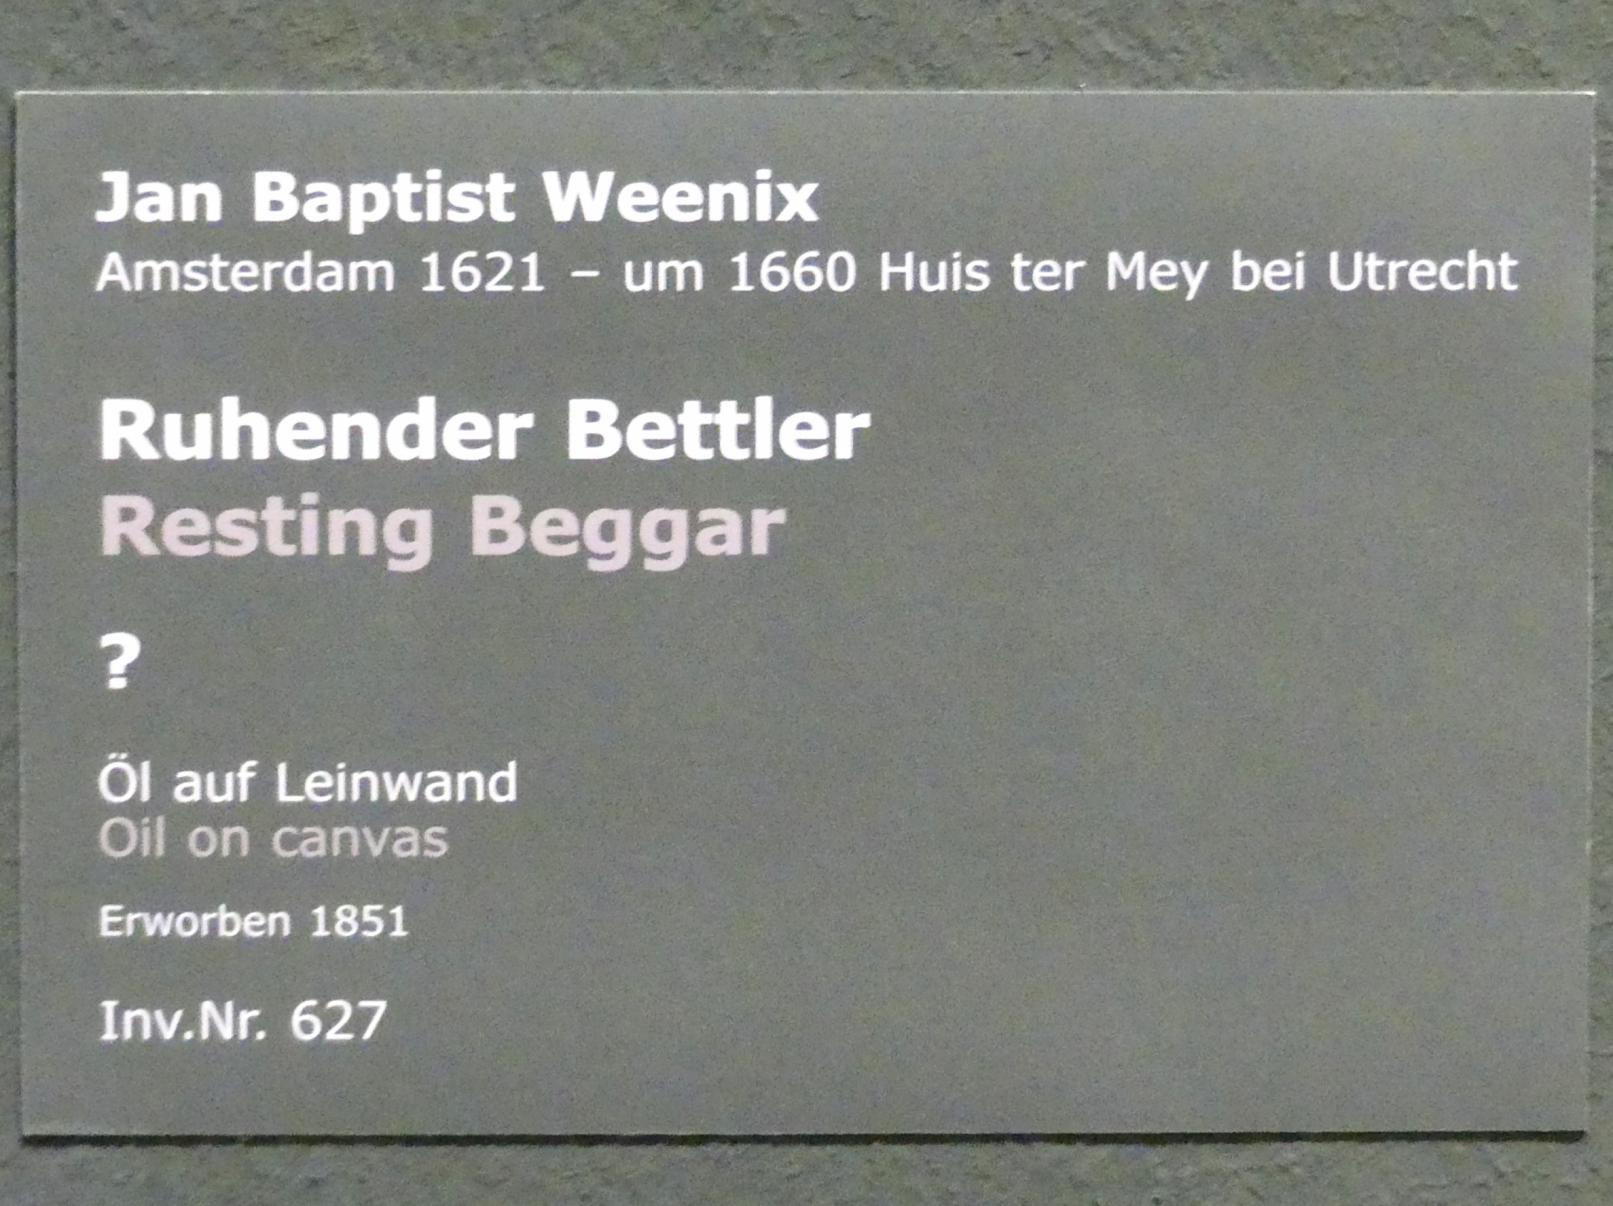 Jan Baptist Weenix
Amsterdam 1621 – um 1660 Huis ter Mey bei Utrecht
Ruhender Bettler
Resting Beggar
?
Öl auf Leinwand
Oil on canvas
Erworben 1851
Inv.Nr. 627